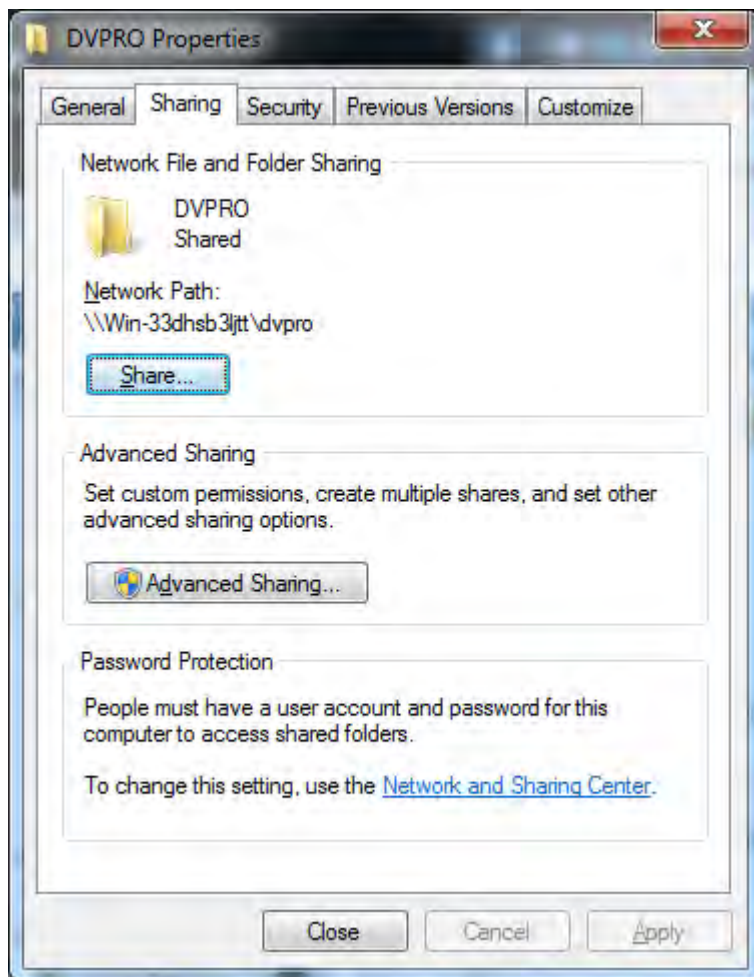 DVPRO Properties
General Sharing Security Previous Versions Customize
Network File and Folder Sharing
DVPRO
Shared
Network Path:
\\Win-33dhsb3ljtt\dvpro
Share...
Advanced Sharing
Set custom permissions, create multiple shares, and set other
advanced sharing options.
Advanced Sharing...
Password Protection
People must have a user account and password for this
computer to access shared folders.
To change this setting, use the Network and Sharing Center.
Close Cancel Apply